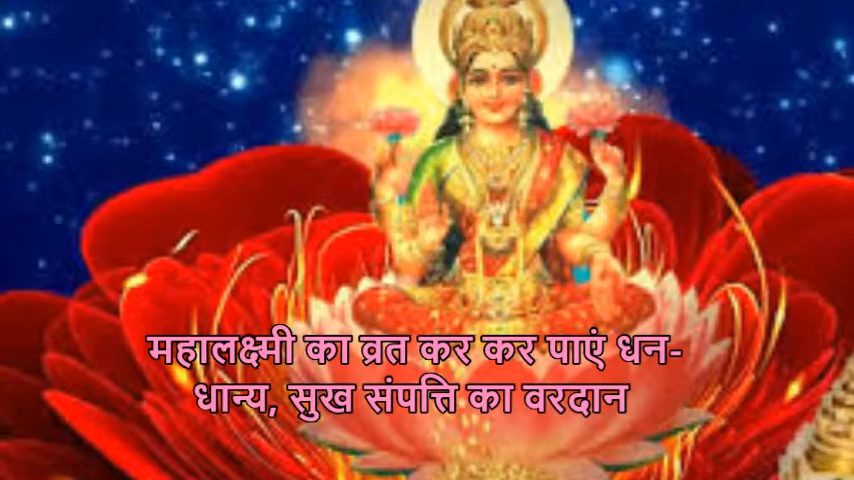 महालक्ष्मी का व्रत कर कर पाएं धन-
धान्य, सुख संपत्ति का वरदान